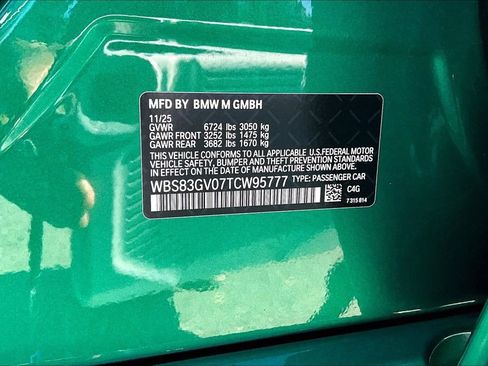 MFD BY BMW M GMBH
11/25
GVWR 6724 lbs 3050 kg
GAWR FRONT 3252 lbs 1475 kg
GAWR REAR 3682 lbs 1670 kg
THIS VEHICLE CONFORMS TO ALL APPLICABLE U.S.FEDERAL MOTOR
VEHICLE SAFETY, BUMPER, AND THEFT PREVENTION STANDARDS
IN EFFECT ON THE DATE OF MANUFACTURE SHOWN ABOVE.
WBS83GV07TCW95777 TYPE: PASSENGER CAR
C4G
7 315 814